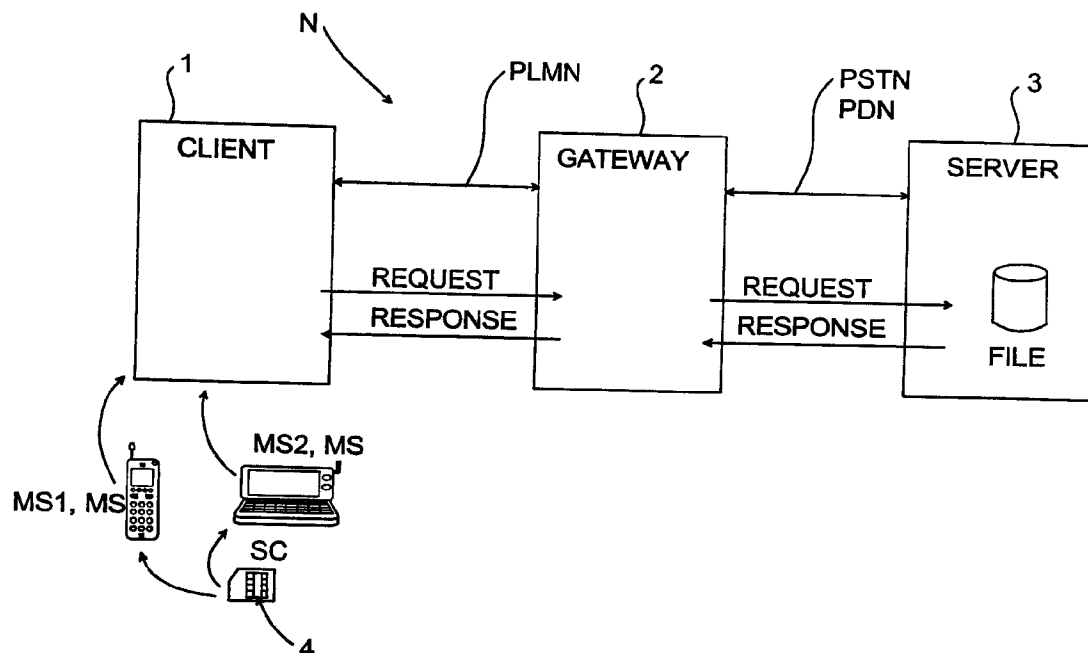 N
1
PLMN
2
PSTN
PDN
3
CLIENT
GATEWAY
SERVER
REQUEST
RESPONSE
REQUEST
RESPONSE
FILE
MS2, MS
MS1, MS
SC
4